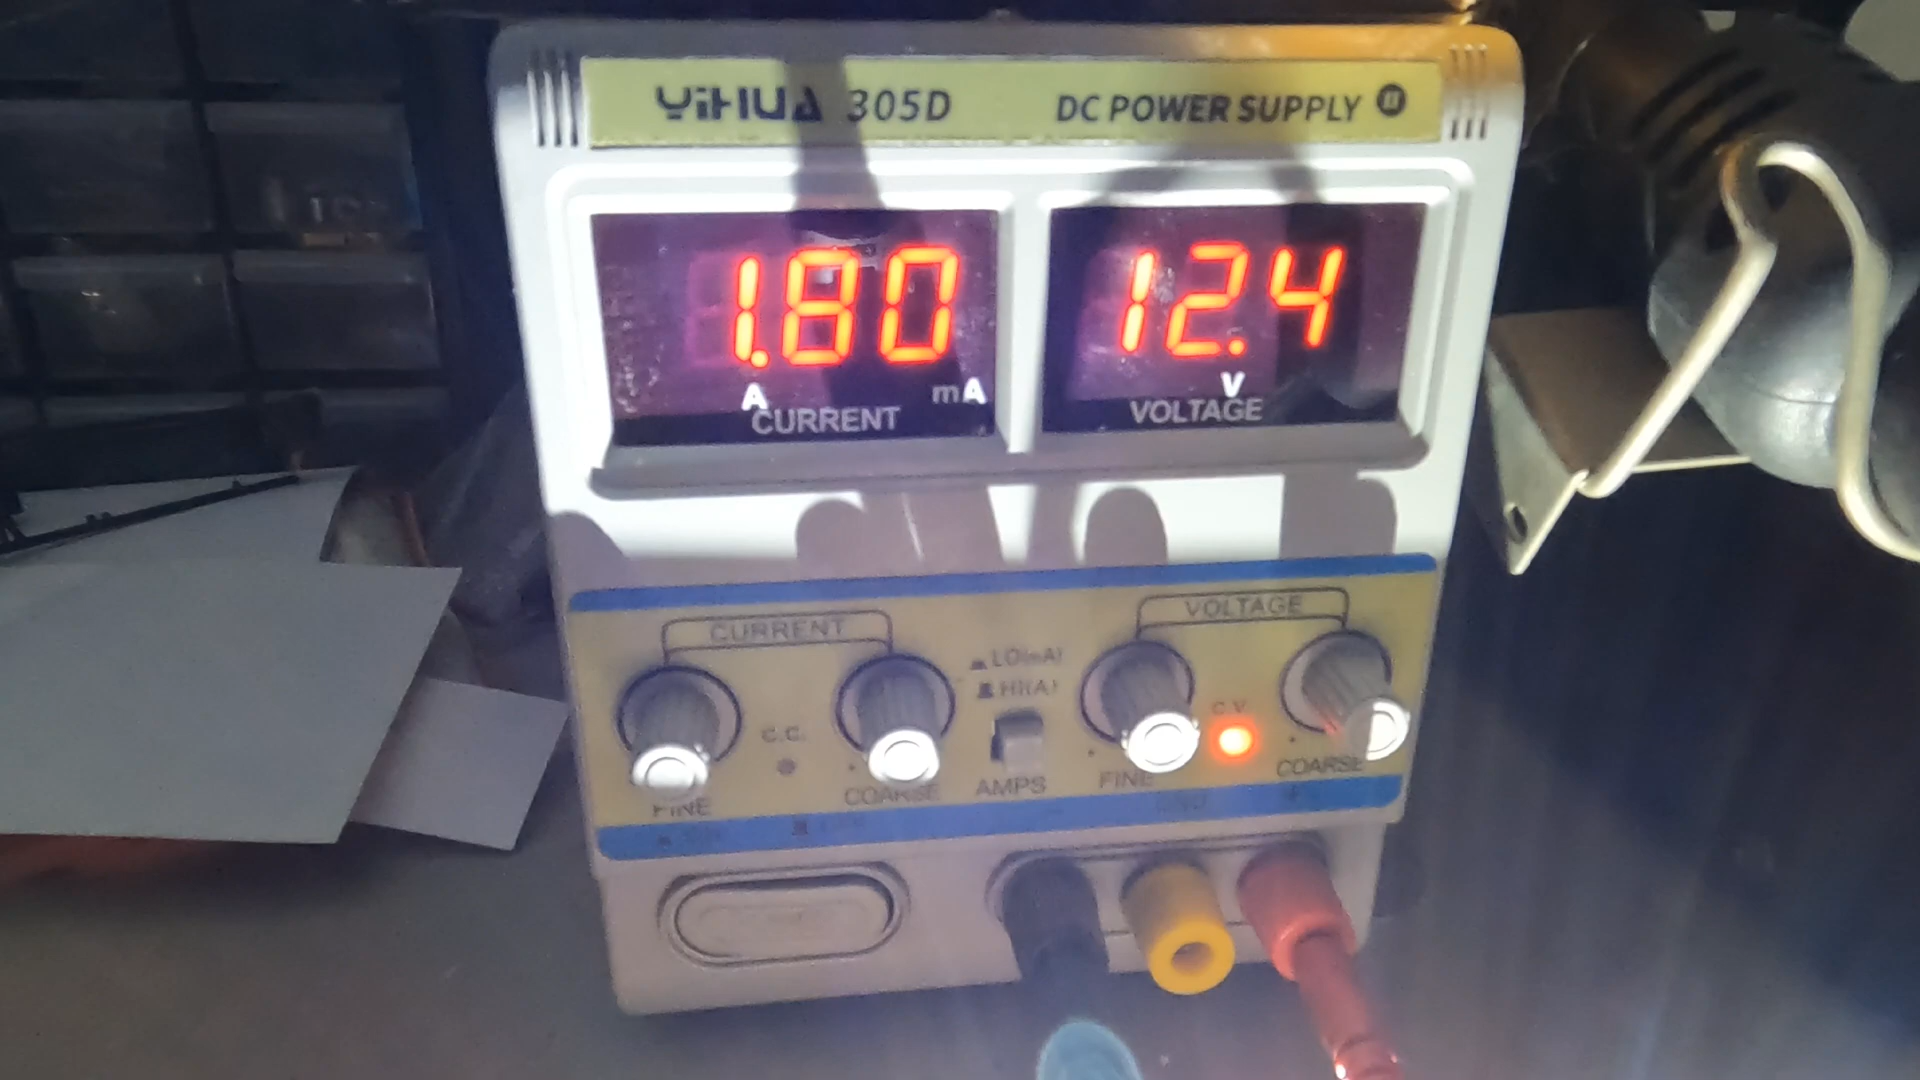 YiHUA 305D DC POWER SUPPLY II
1.80
12.4
A mA
V
CURRENT
VOLTAGE
CURRENT
VOLTAGE
LO(mA)
HI(A)
C.C.
C.V.
FINE
COARSE
AMPS
FINE
COARSE